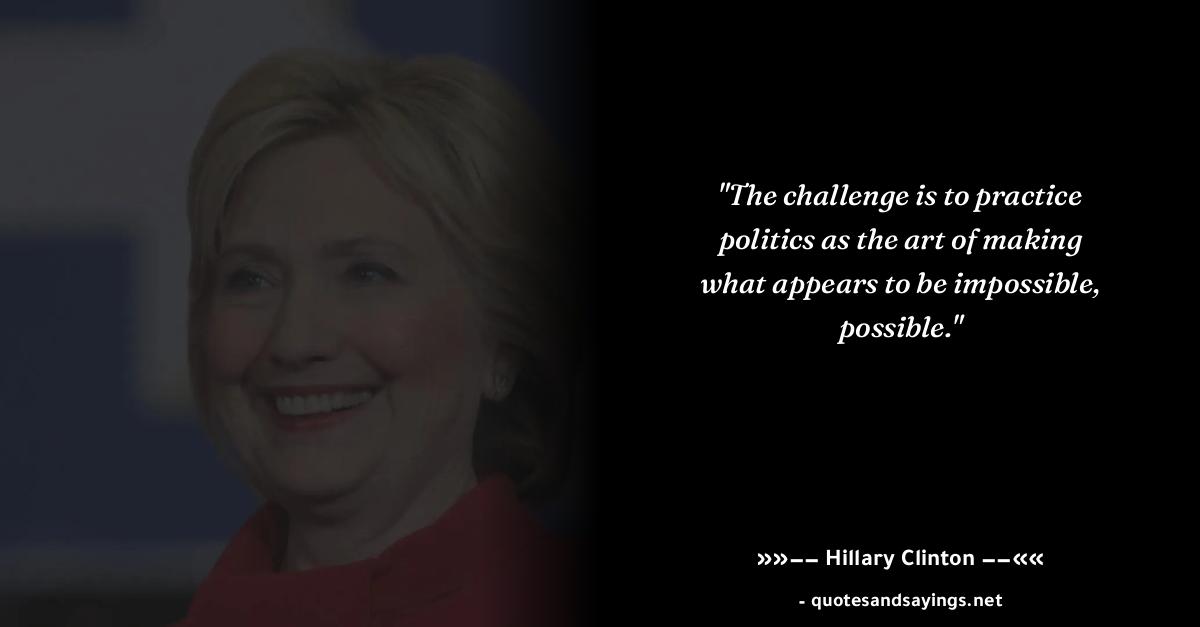 "The challenge is to practice
politics as the art of making
what appears to be impossible,
possible."
»»−− Hillary Clinton −−««
- quotesandsayings.net